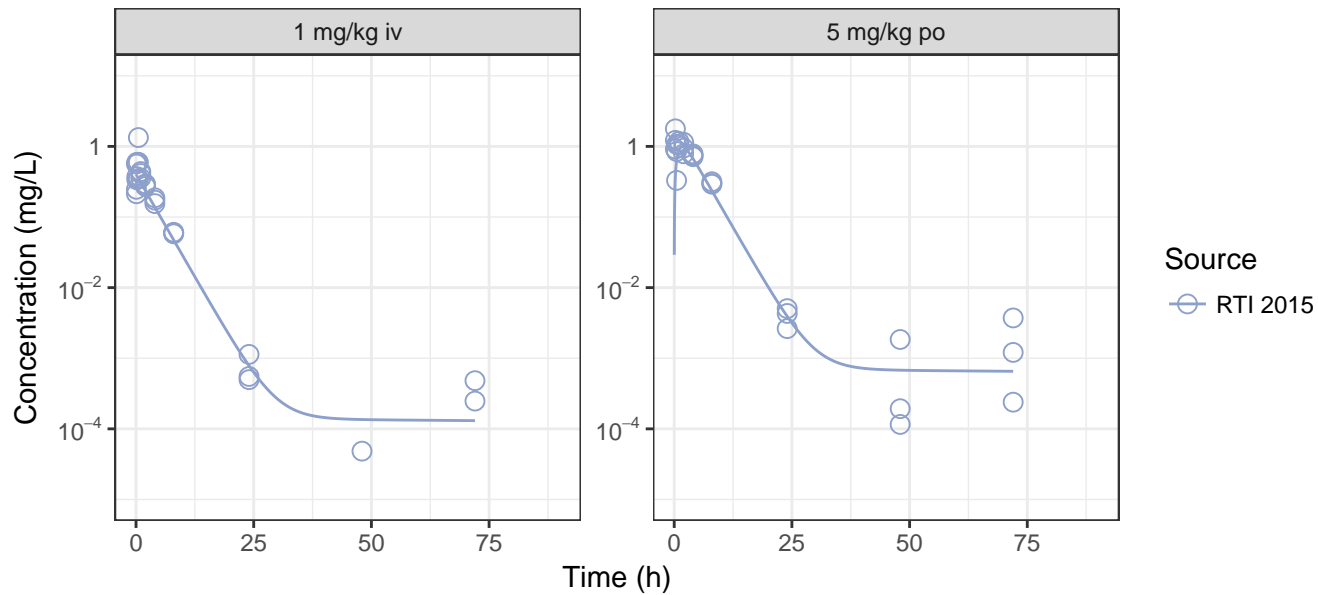 1 mg/kg iv
5 mg/kg po
Concentration (mg/L)
1
10⁻²
10⁻⁴
1
10⁻²
10⁻⁴
0 25 50 75
0 25 50 75
Time (h)
Source
RTI 2015